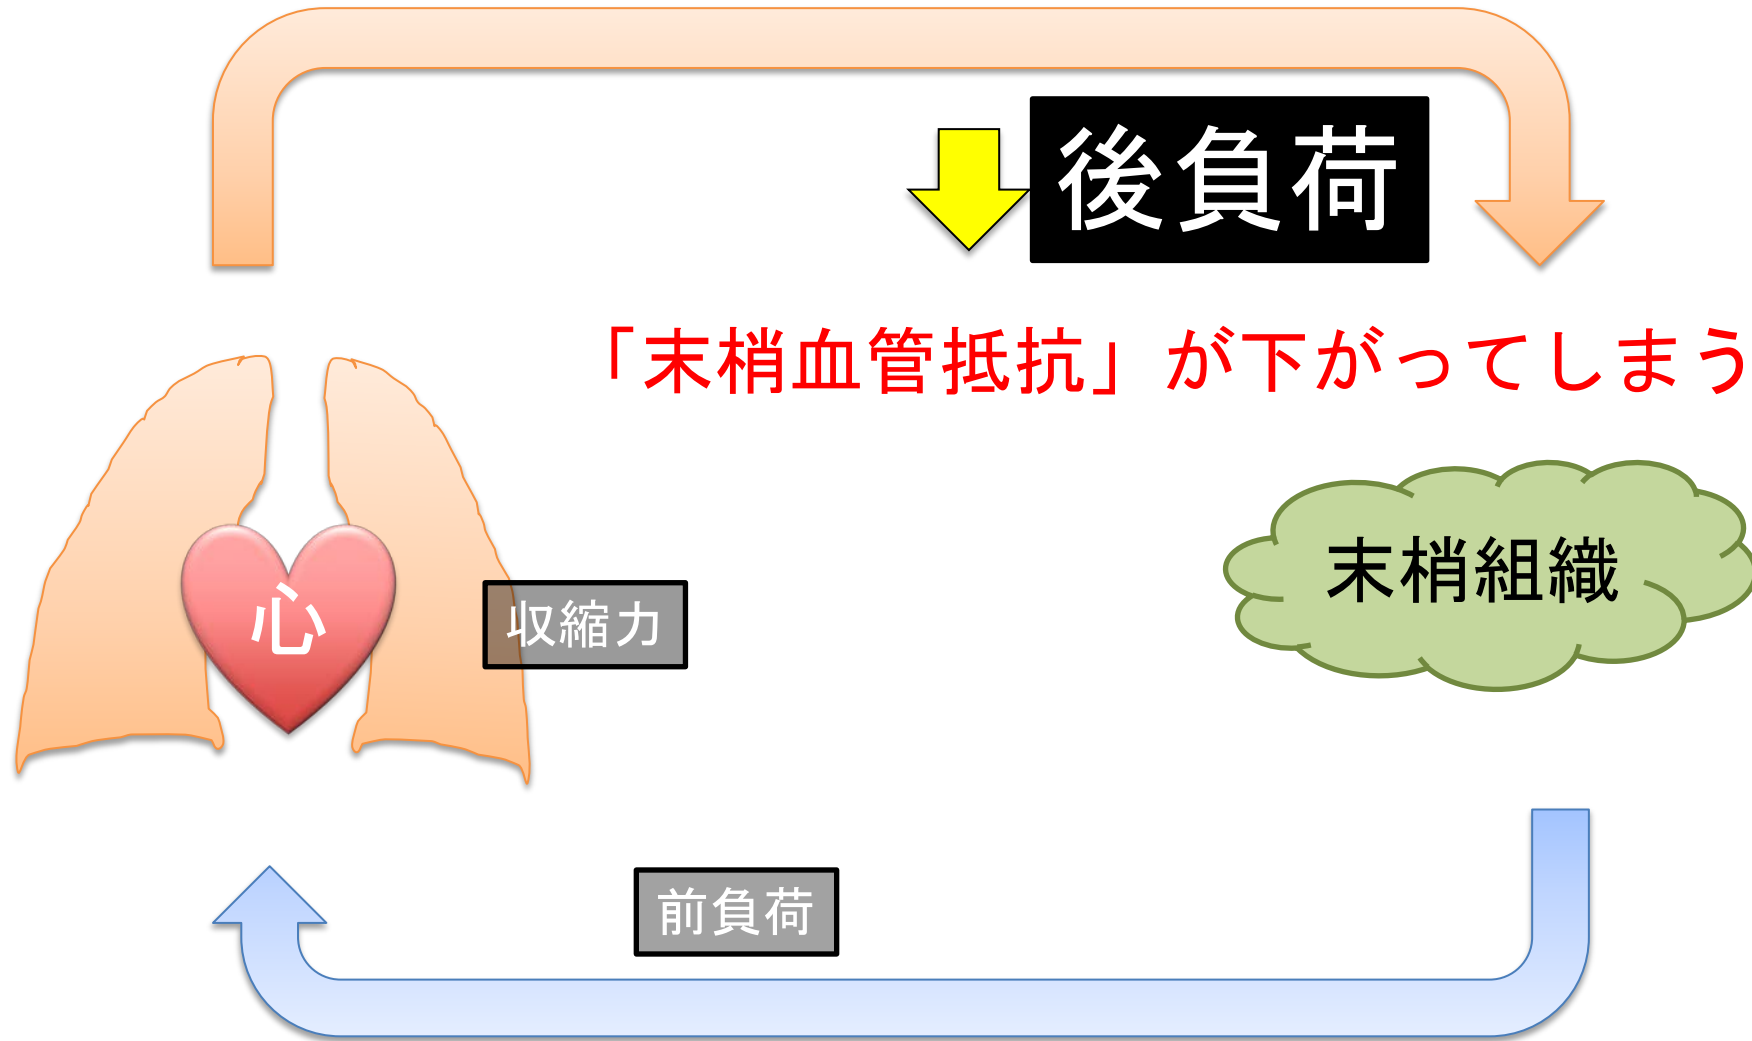 後負荷
「末梢血管抵抗」が下がってしまう
末梢組織
心
収縮力
前負荷